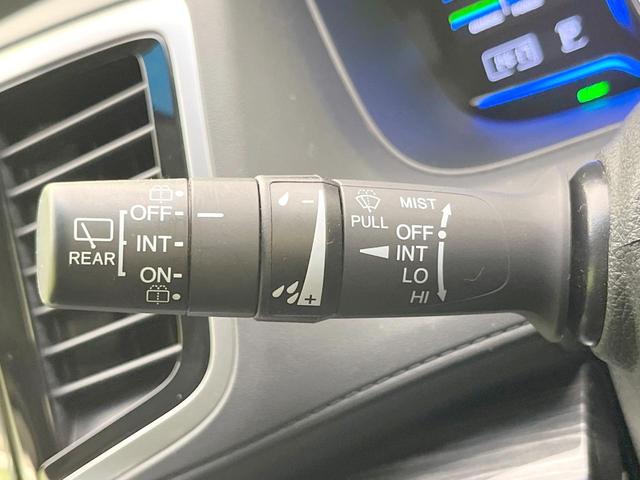 REAR
OFF
INT
ON
- 
+
PULL
MIST
OFF
INT
LO
HI